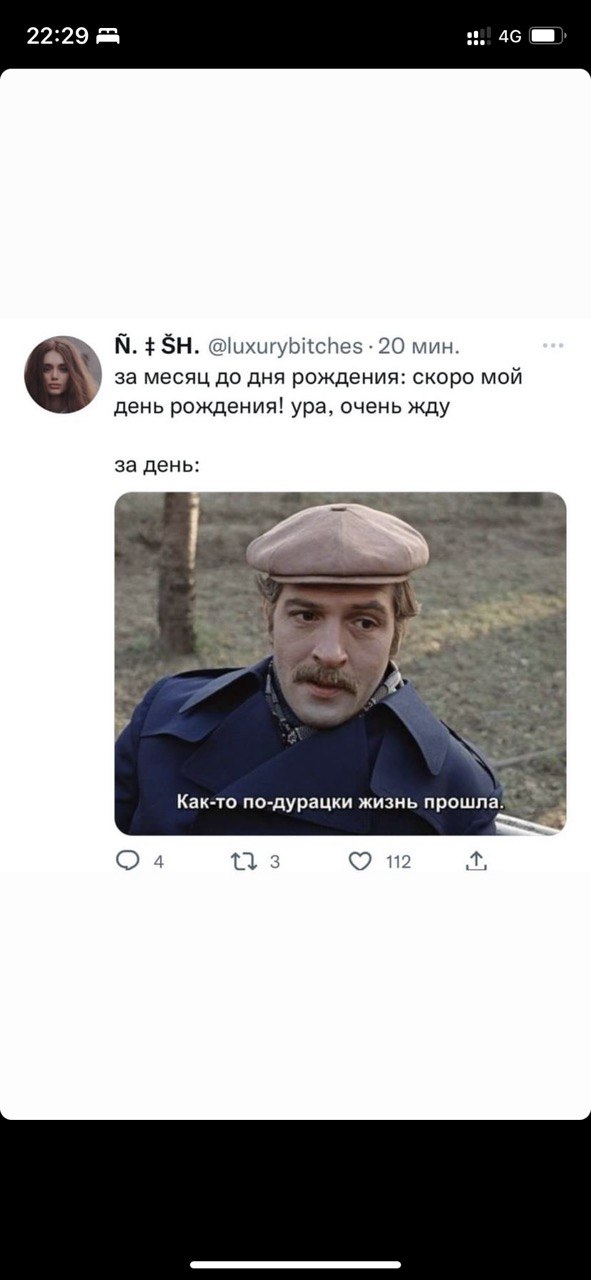 22:29
4G
Ñ. ‡ ŠH. @luxurybitches · 20 мин.
за месяц до дня рождения: скоро мой
день рождения! ура, очень жду
за день:
Как-то по-дурацки жизнь прошла.
4 3 112